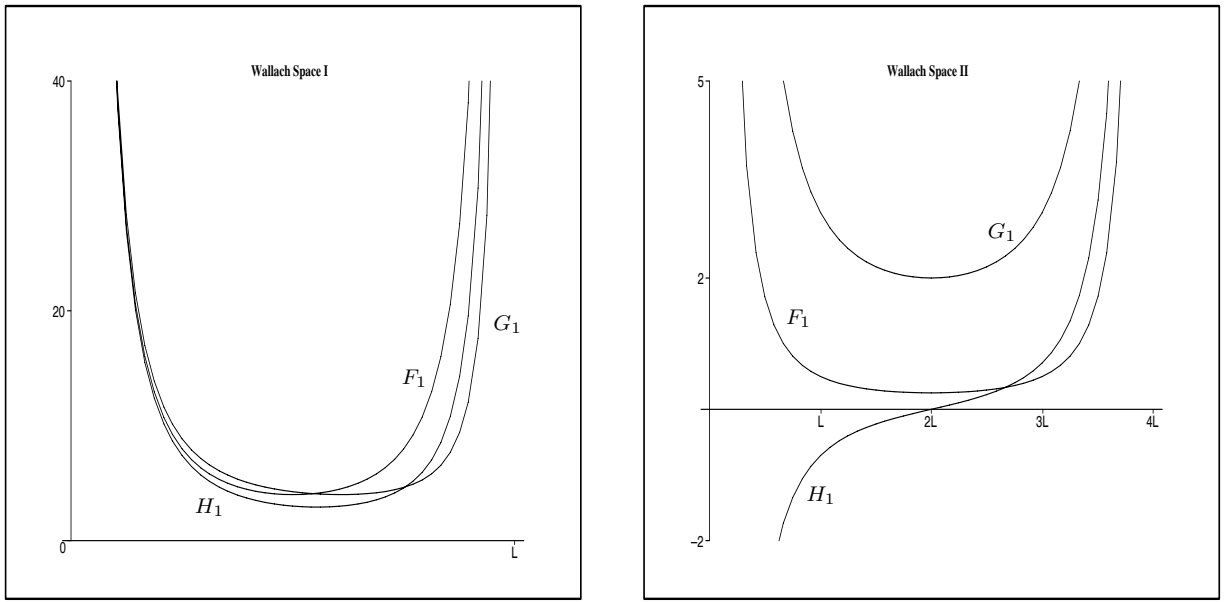 Wallach Space I
40
20
0
L
F₁
G₁
H₁
Wallach Space II
5
2
−2
L
2L
3L
4L
G₁
F₁
H₁